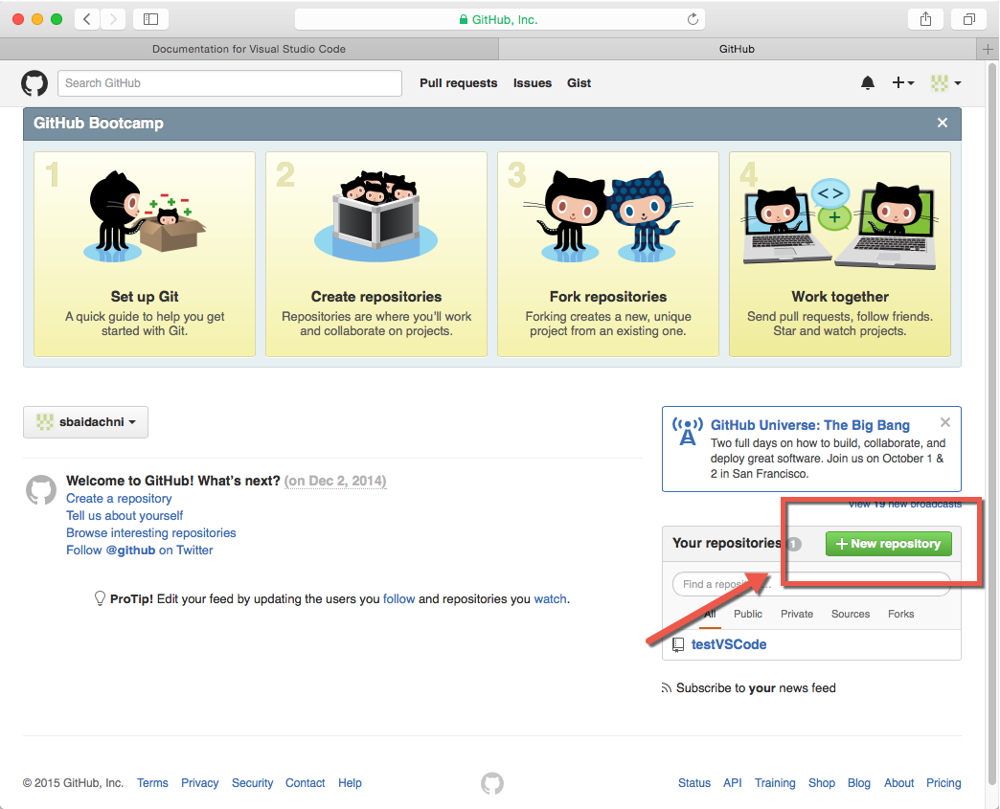 GitHub, Inc.
Documentation for Visual Studio Code
GitHub
Search GitHub
Pull requests
Issues
Gist
GitHub Bootcamp
1
Set up Git
A quick guide to help you get
started with Git.
2
Create repositories
Repositories are where you'll work
and collaborate on projects.
3
Fork repositories
Forking creates a new, unique
project from an existing one.
4
<>
+
Work together
Send pull requests, follow friends.
Star and watch projects.
sbaidachni
Welcome to GitHub! What's next? (on Dec 2, 2014)
Create a repository
Tell us about yourself
Browse interesting repositories
Follow @github on Twitter
ProTip! Edit your feed by updating the users you follow and repositories you watch.
GitHub Universe: The Big Bang
Two full days on how to build, collaborate, and
deploy great software. Join us on October 1 &
2 in San Francisco.
View 19 new broadcasts
Your repositories 1
New repository
Find a
All Public Private Sources Forks
testVSCode
Subscribe to your news feed
© 2015 GitHub, Inc. Terms Privacy Security Contact Help
Status API Training Shop Blog About Pricing